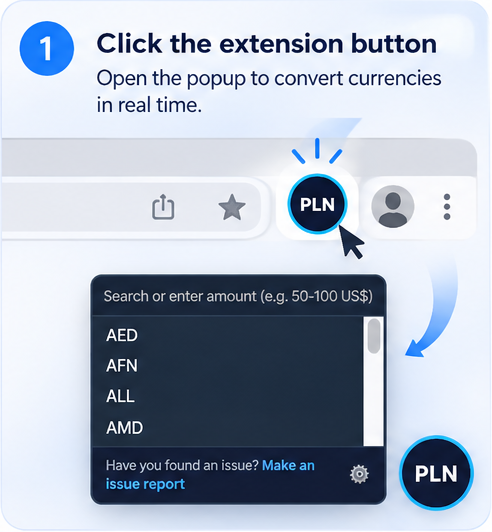 1
Click the extension button
Open the popup to convert currencies
in real time.
PLN
Search or enter amount (e.g. 50-100 US$)
AED
AFN
ALL
AMD
Have you found an issue? Make an
issue report
PLN